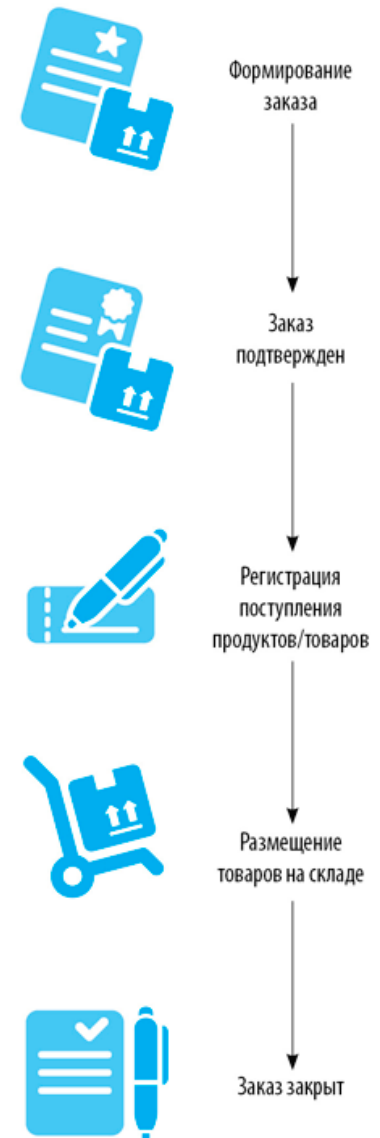 Формирование
заказа
Заказ
подтвержден
Регистрация
поступления
продуктов/товаров
Размещение
товаров на складе
Заказ закрыт